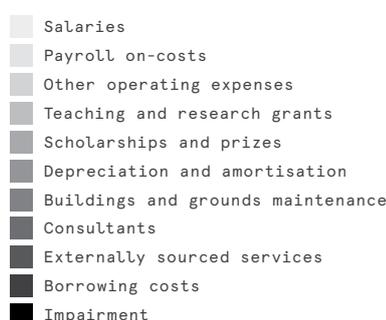 Salaries
Payroll on-costs
Other operating expenses
Teaching and research grants
Scholarships and prizes
Depreciation and amortisation
Buildings and grounds maintenance
Consultants
Externally sourced services
Borrowing costs
Impairment